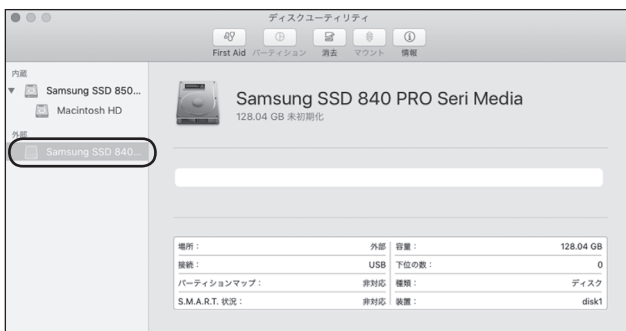 ディスクユーティリティ
First Aid パーティション 消去 マウント 情報
内蔵
Samsung SSD 850...
Macintosh HD
外部
Samsung SSD 840...
Samsung SSD 840 PRO Seri Media
128.04 GB 未初期化
場所： 外部 容量： 128.04 GB
接続： USB 下位の数： 0
パーティションマップ： 非対応 種類： ディスク
S.M.A.R.T. 状況： 非対応 装置： disk1